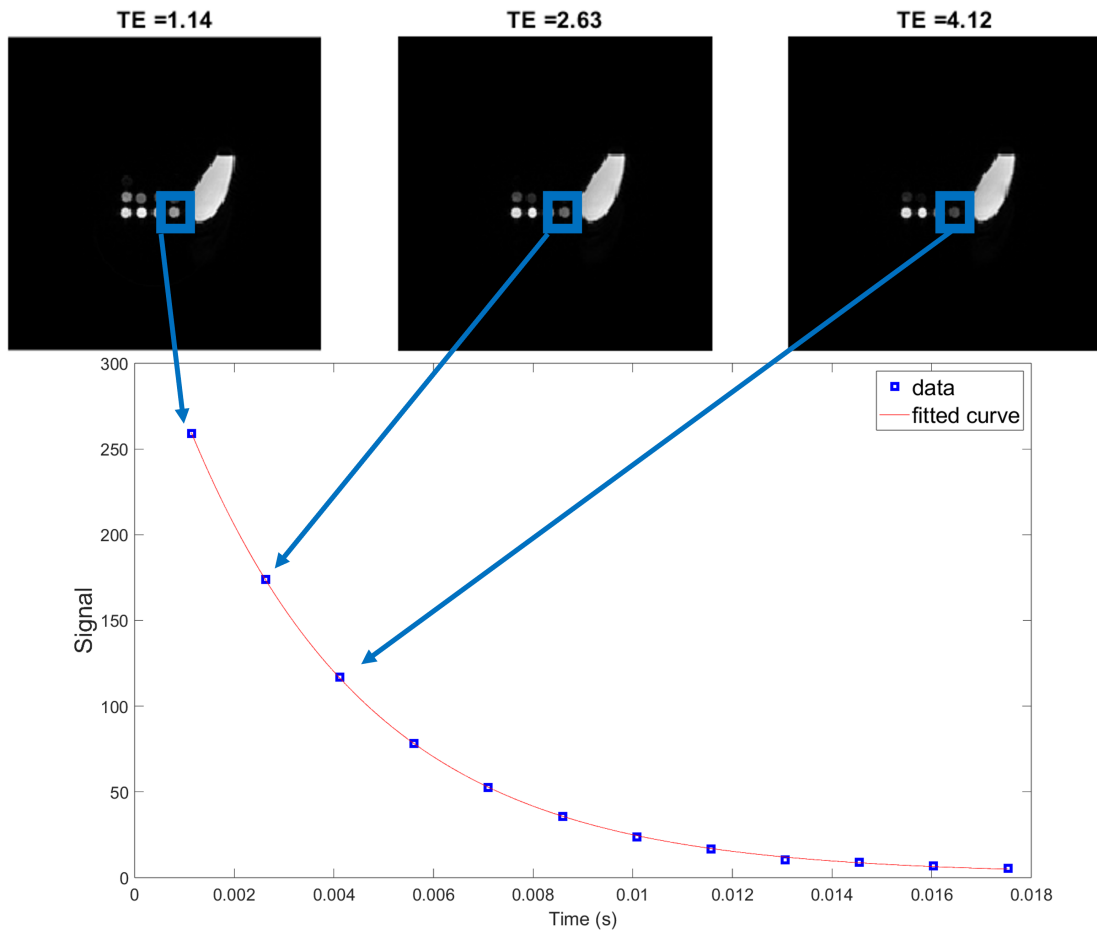 TE =1.14
TE =2.63
TE =4.12
300
250
200
150
100
50
0
Signal
data
fitted curve
0 0.002 0.004 0.006 0.008 0.01 0.012 0.014 0.016 0.018
Time (s)